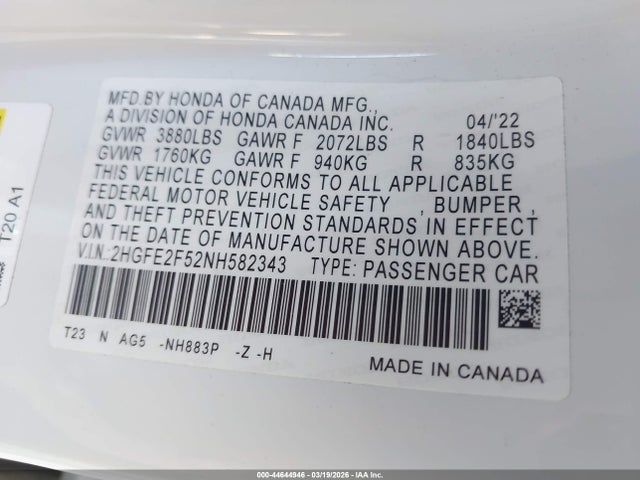 MFD.BY HONDA OF CANADA MFG.,
A DIVISION OF HONDA CANADA INC. 04/'22
GVWR 3880LBS GAWR F 2072LBS R 1840LBS
GVWR 1760KG GAWR F 940KG R 835KG
THIS VEHICLE CONFORMS TO ALL APPLICABLE
FEDERAL MOTOR VEHICLE SAFETY , BUMPER ,
AND THEFT PREVENTION STANDARDS IN EFFECT
ON THE DATE OF MANUFACTURE SHOWN ABOVE.
V.I.N.:2HGFE2F52NH582343 TYPE: PASSENGER CAR
T23 N AG5 -NH883P -Z -H
MADE IN CANADA
T20 A1
000-44644946 - 03/19/2026 - IAA Inc.